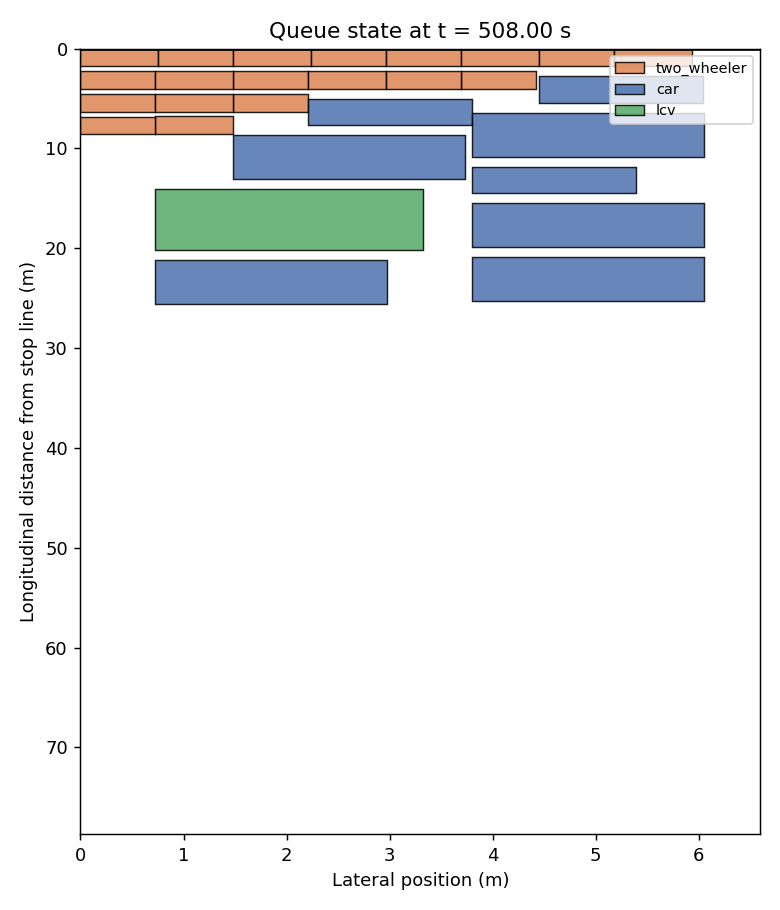 Queue state at t = 508.00 s
two_wheeler
car
lcv
0
10
20
30
40
50
60
70
Longitudinal distance from stop line (m)
0 1 2 3 4 5 6
Lateral position (m)